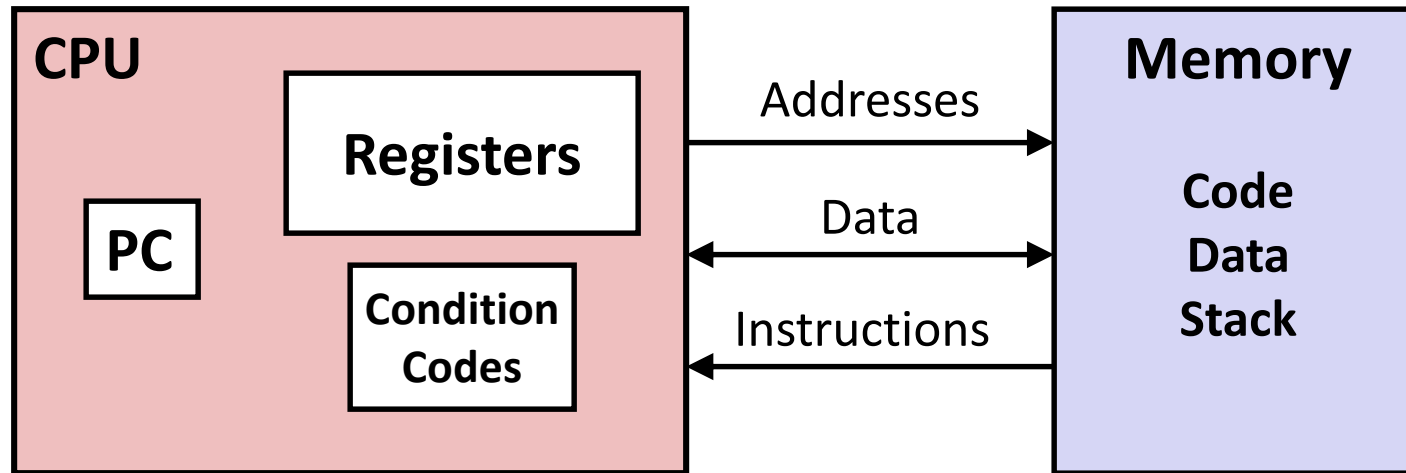 CPU
Registers
PC
Condition
Codes
Addresses
Data
Instructions
Memory
Code
Data
Stack